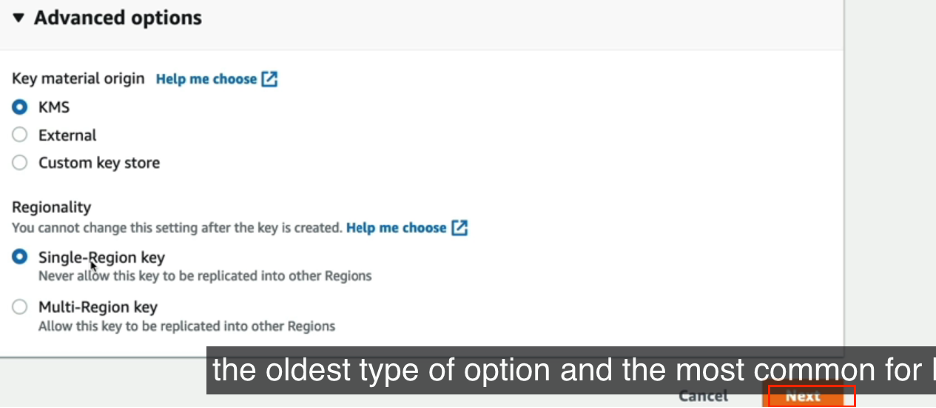 Advanced options
Key material origin Help me choose
KMS
External
Custom key store
Regionality
You cannot change this setting after the key is created. Help me choose
Single-Region key
Never allow this key to be replicated into other Regions
Multi-Region key
Allow this key to be replicated into other Regions
the oldest type of option and the most common for
Cancel Next